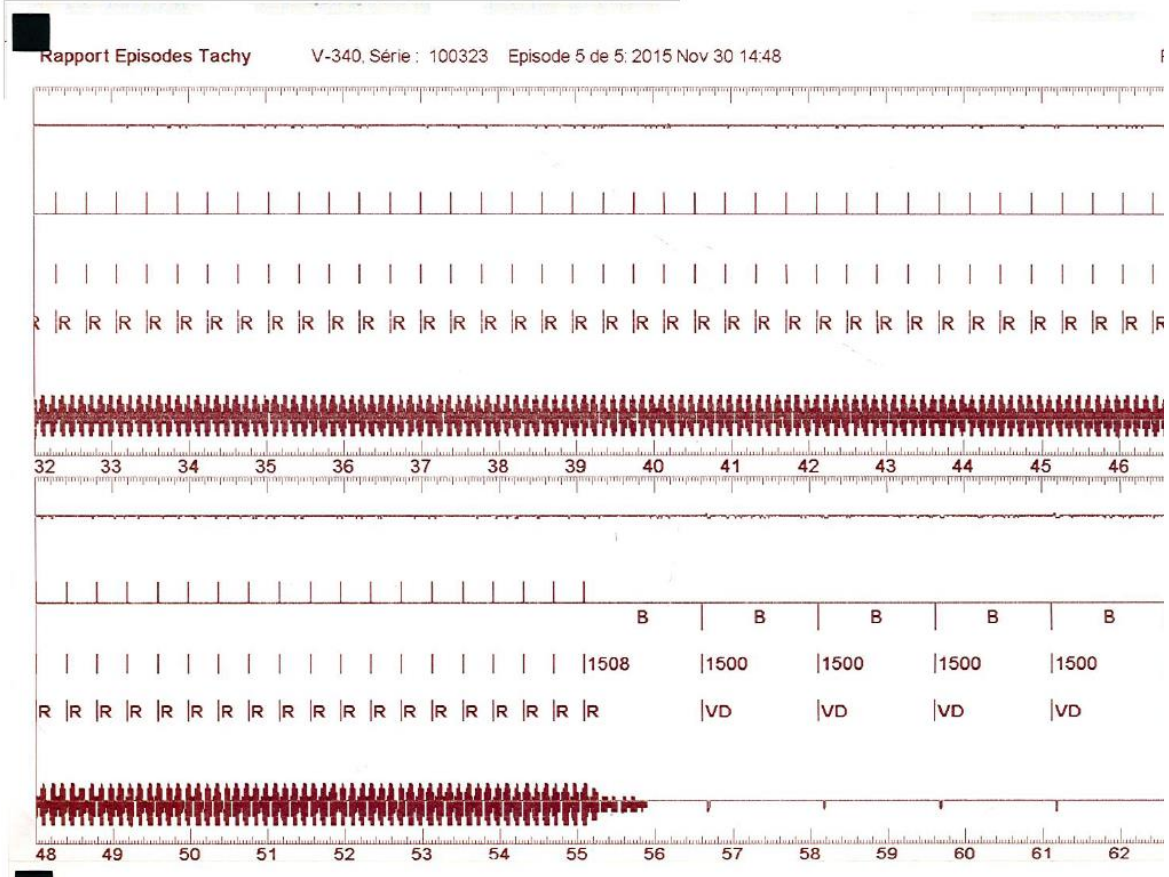 Rapport Episodes Tachy V-340, Série : 100323 Episode 5 de 5: 2015 Nov 30 14:48
R R R R R R R R R R R R R R R R R R R R R R R R R R R R R R R R R R R R R R
32 33 34 35 36 37 38 39 40 41 42 43 44 45 46
B B B B B
1508 1500 1500 1500 1500
R R R R R R R R R R R R R R R R R R R VD VD VD VD
48 49 50 51 52 53 54 55 56 57 58 59 60 61 62